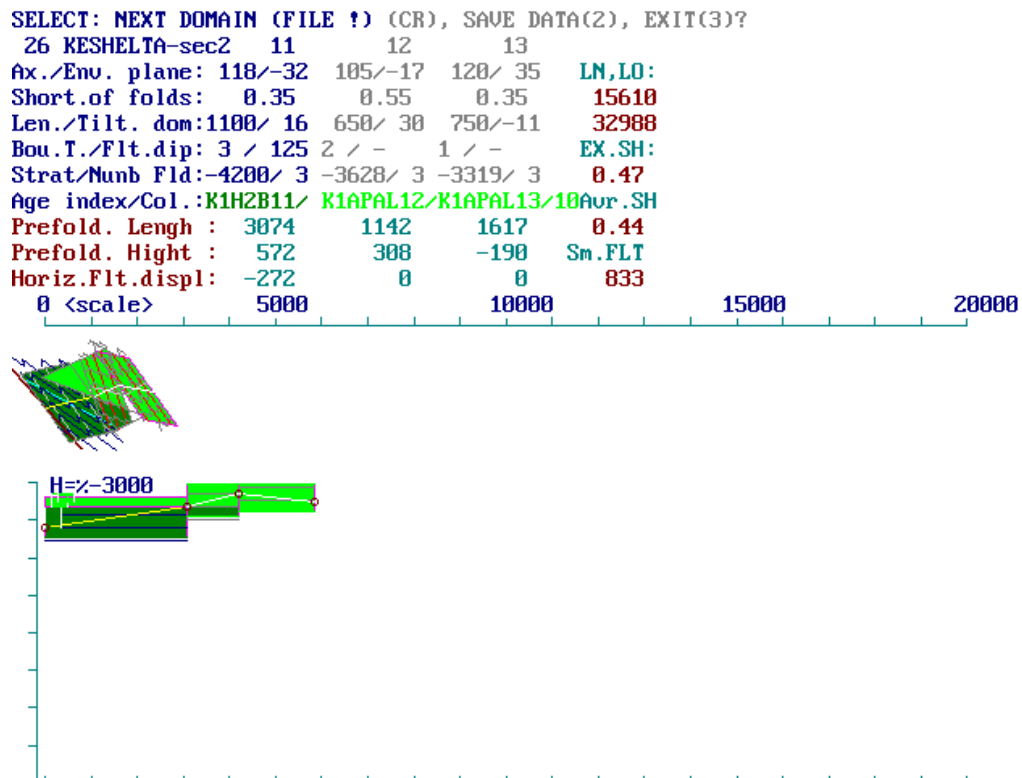 SELECT: NEXT DOMAIN (FILE !) (CR), SAVE DATA(2), EXIT(3)?
26 KESHELTA-sec2 11 12 13
Ax./Env. plane: 118/-32 105/-17 120/ 35 LN,LO:
Short.of folds: 0.35 0.55 0.35 15610
Len./Tilt. dom:1100/ 16 650/ 30 750/-11 32988
Bou.T./Flt.dip: 3 / 125 2 / - 1 / - EX.SH:
Strat/Nunb Fld:-4200/ 3 -3628/ 3 -3319/ 3 0.47
Age index/Col.:K1H2B11/ K1APAL12/K1APAL13/10Avr.SH
Prefold. Lengh : 3074 1142 1617 0.44
Prefold. Hight : 572 308 -190 Sm.FLT
Horiz.Flt.displ: -272 0 0 833
0 <scale> 5000 10000 15000 20000
H=%-3000